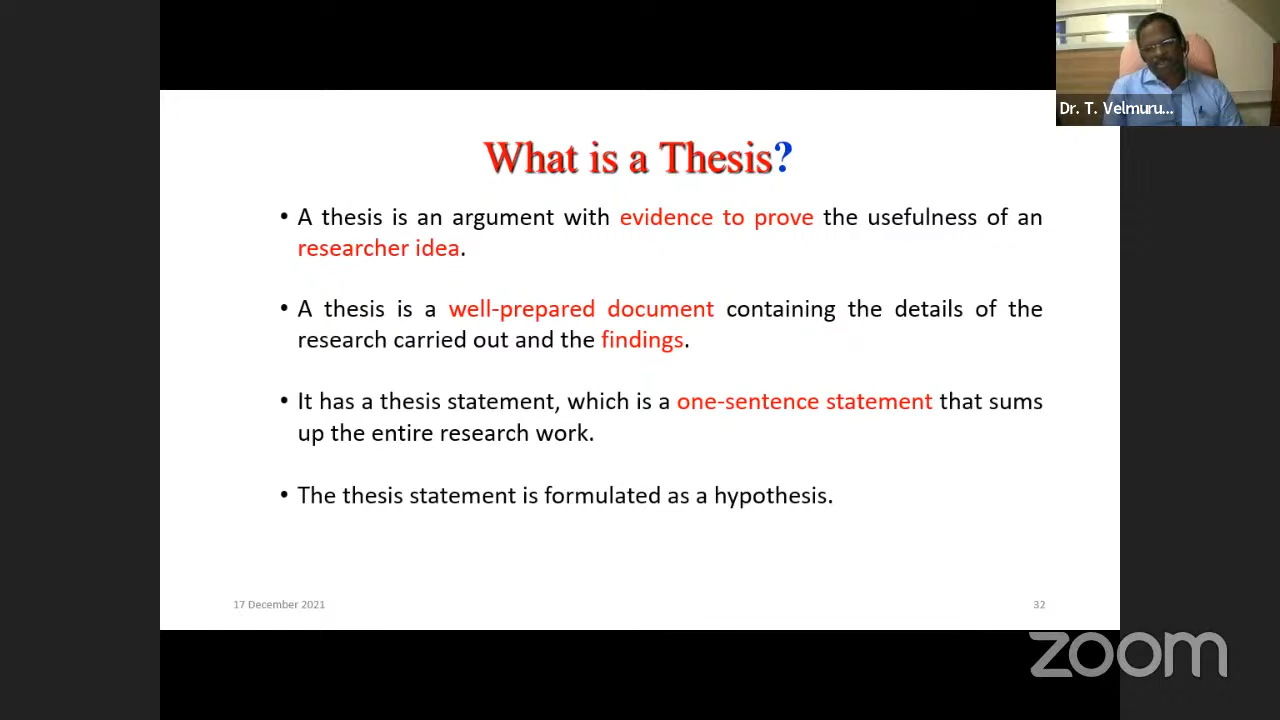 Dr. T. Velmuru...
What is a Thesis?
• A thesis is an argument with evidence to prove the usefulness of an
researcher idea.
• A thesis is a well-prepared document containing the details of the
research carried out and the findings.
• It has a thesis statement, which is a one-sentence statement that sums
up the entire research work.
• The thesis statement is formulated as a hypothesis.
17 December 2021
32
zoom